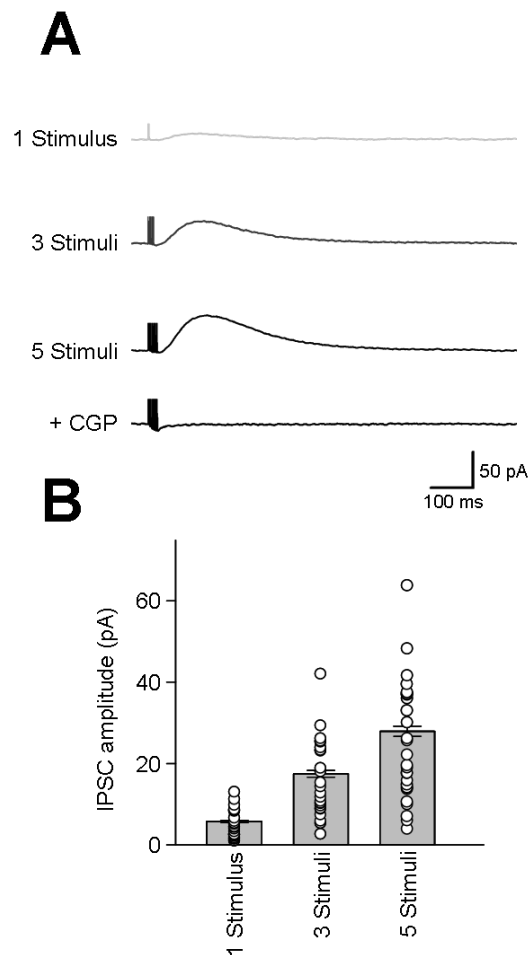 A
1 Stimulus
3 Stimuli
5 Stimuli
+ CGP
50 pA
100 ms
B
IPSC amplitude (pA)
60
40
20
0
1 Stimulus
3 Stimuli
5 Stimuli